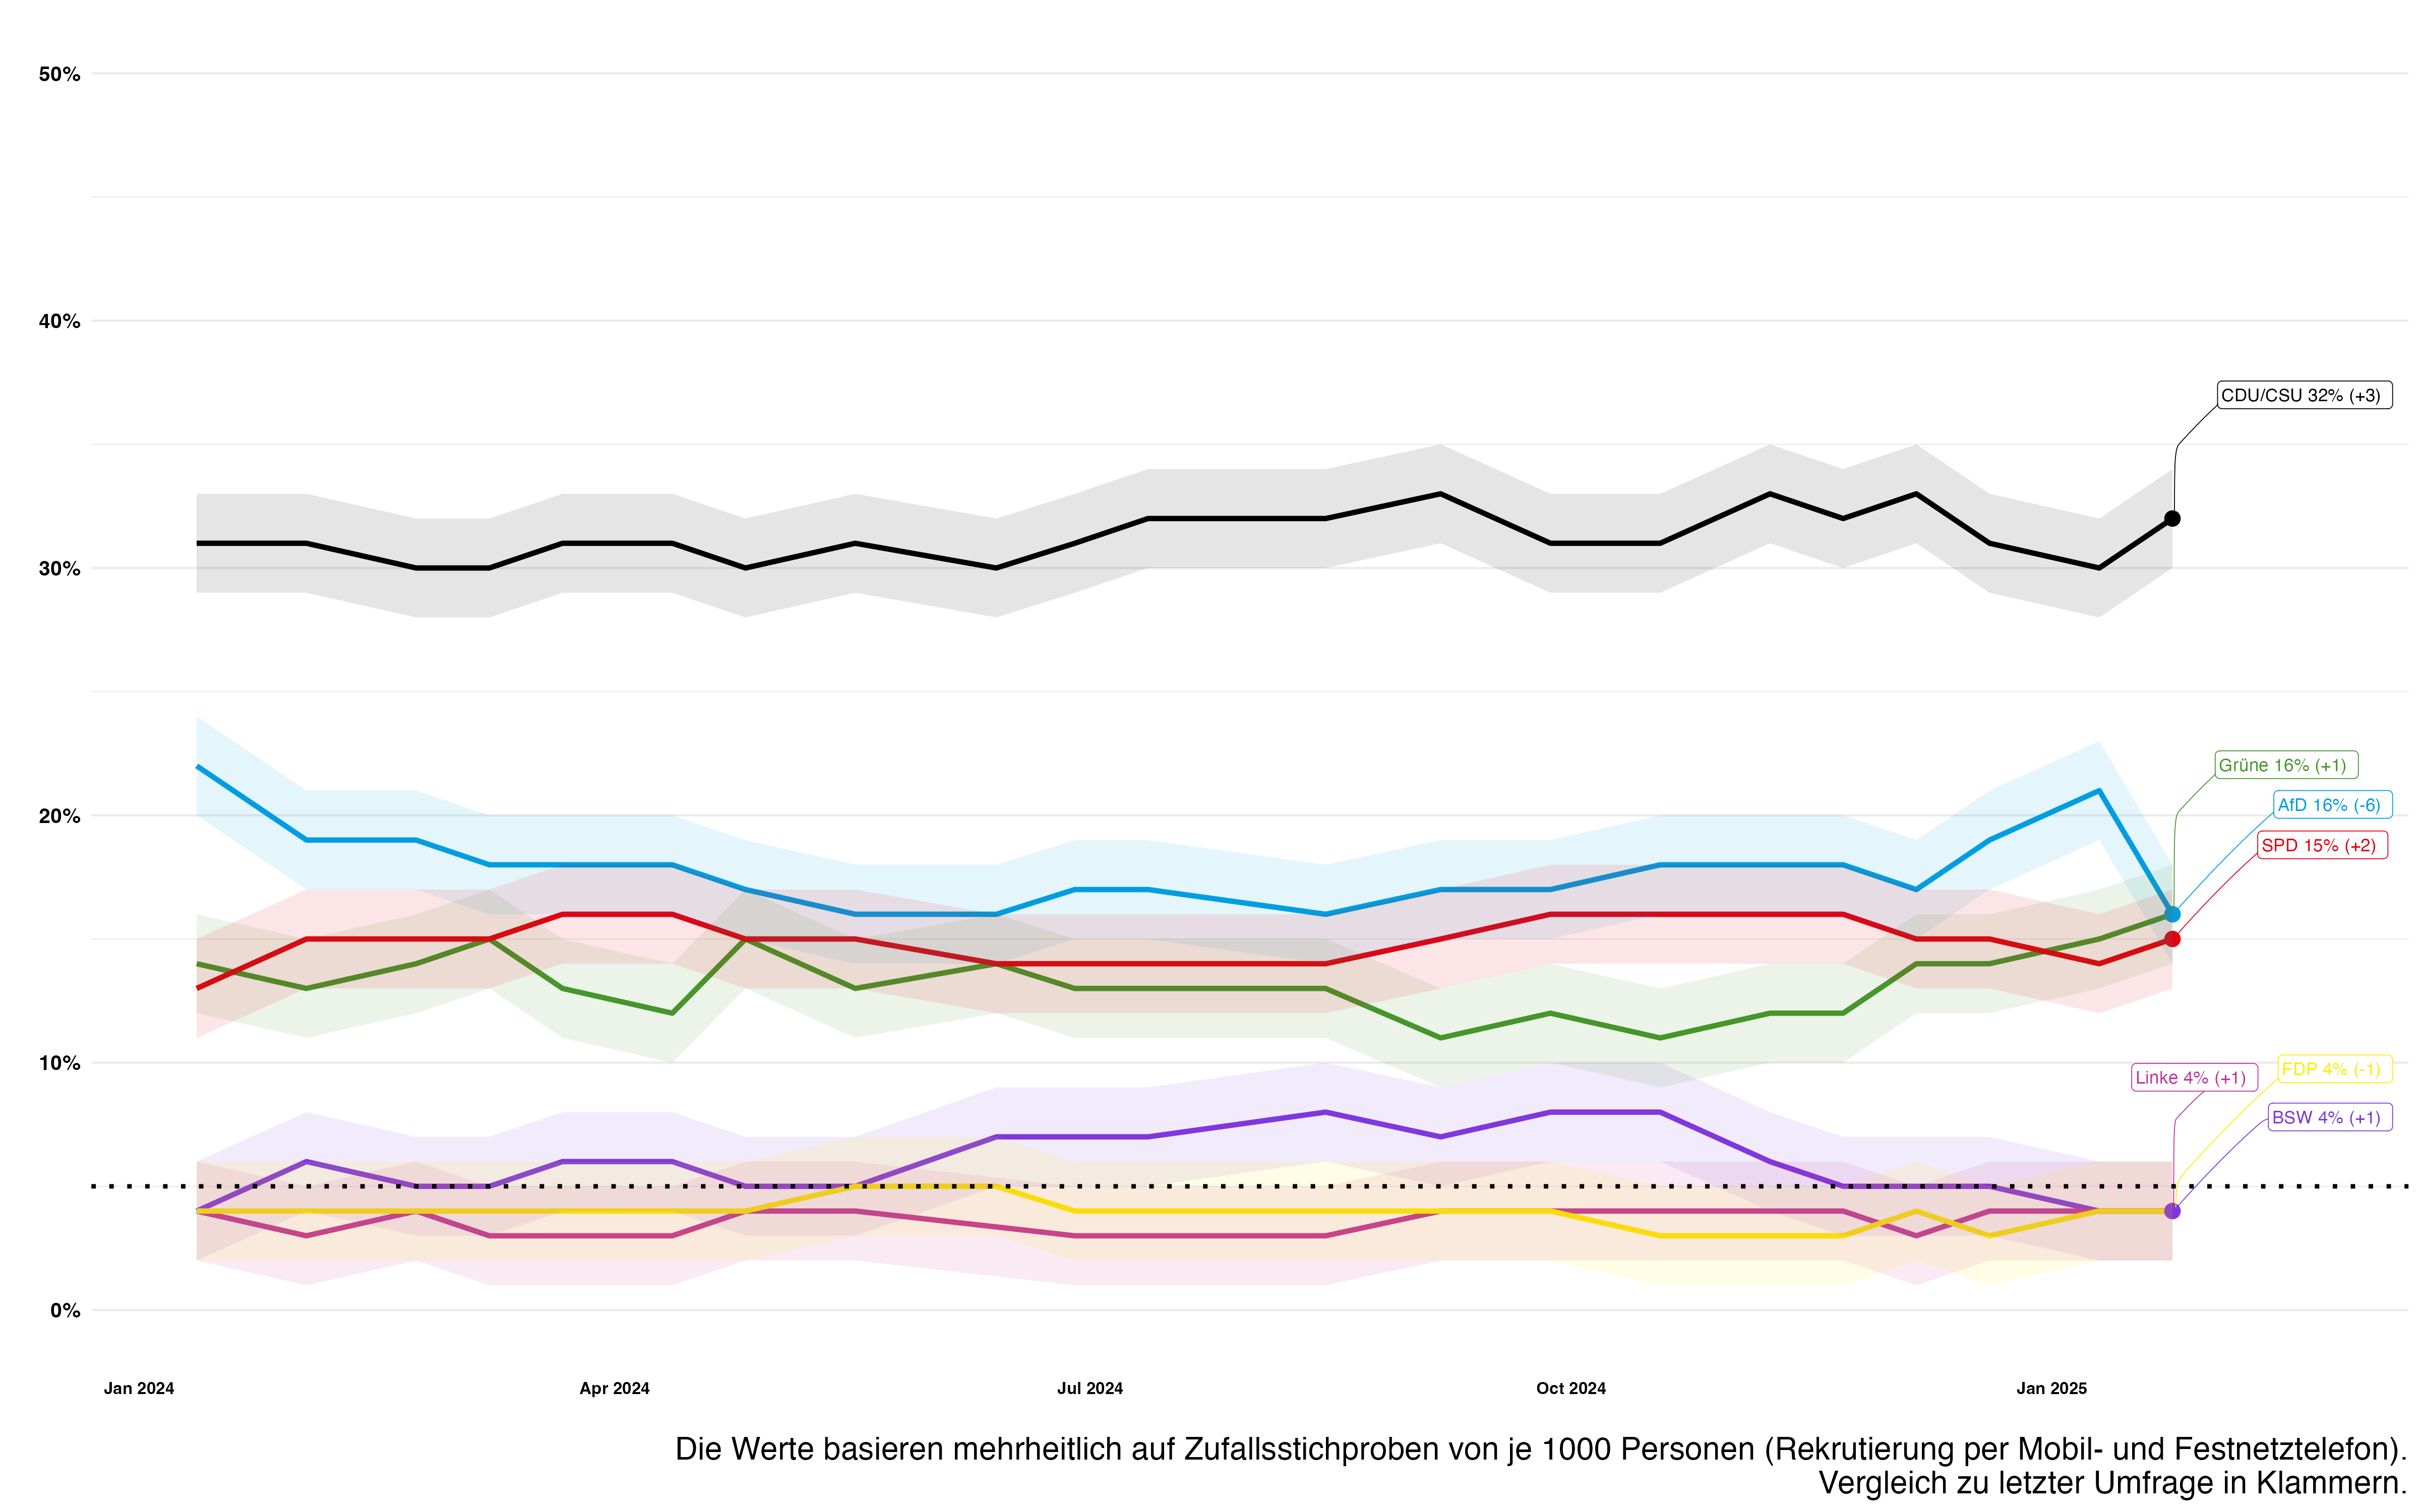 50%
40%
30%
20%
10%
0%
CDU/CSU 32% (+3)
Grüne 16% (+1)
AfD 16% (-6)
SPD 15% (+2)
Linke 4% (+1)
FDP 4% (-1)
BSW 4% (+1)
Jan 2024
Apr 2024
Jul 2024
Oct 2024
Jan 2025
Die Werte basieren mehrheitlich auf Zufallsstichproben von je 1000 Personen (Rekrutierung per Mobil- und Festnetztelefon).
Vergleich zu letzter Umfrage in Klammern.